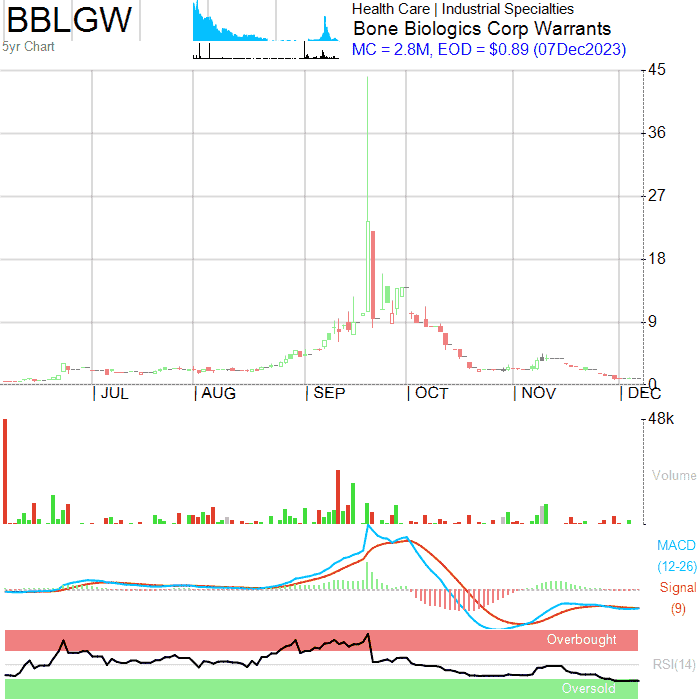 BBLGW
5yr Chart
Health Care | Industrial Specialties
Bone Biologics Corp Warrants
MC = 2.8M, EOD = $0.89 (07Dec2023)
45
36
27
18
9
0
| JUL | AUG | SEP | OCT | NOV | DEC
48k
Volume
MACD
(12-26)
Signal
(9)
Overbought
RSI(14)
Oversold